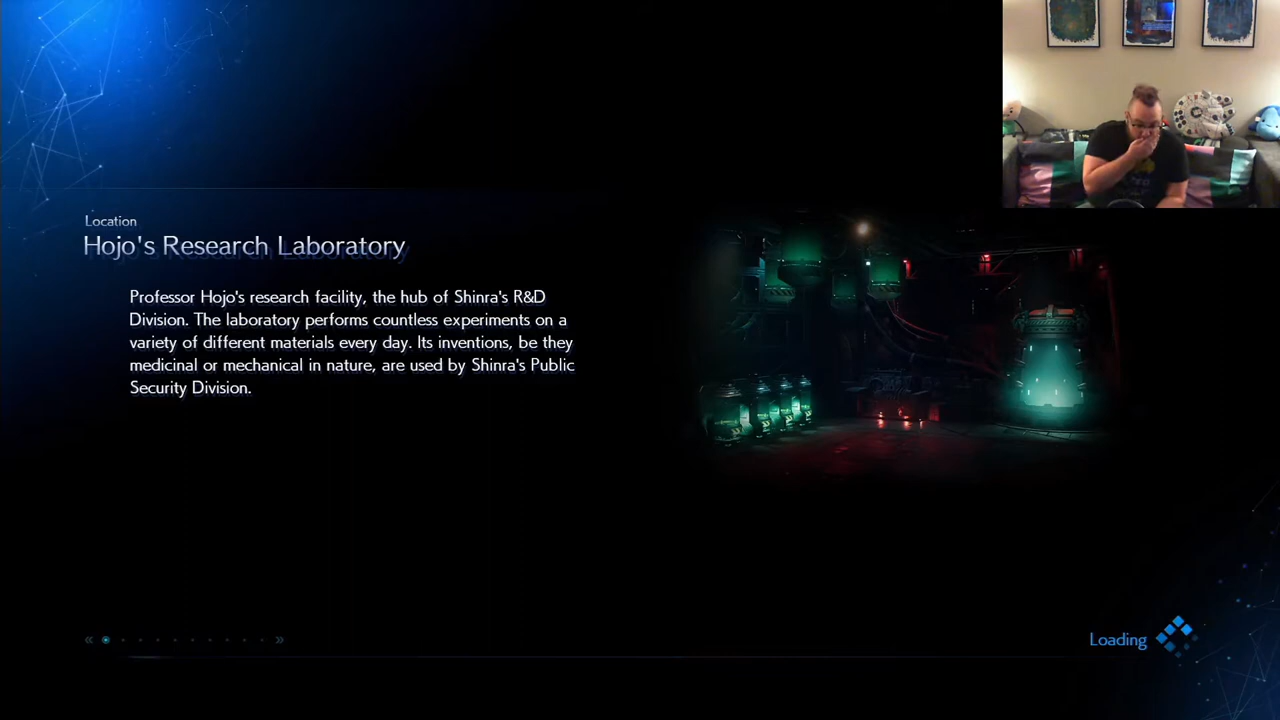 Location
Hojo's Research Laboratory
Professor Hojo's research facility, the hub of Shinra's R&D
Division. The laboratory performs countless experiments on a
variety of different materials every day. Its inventions, be they
medicinal or mechanical in nature, are used by Shinra's Public
Security Division.
Loading